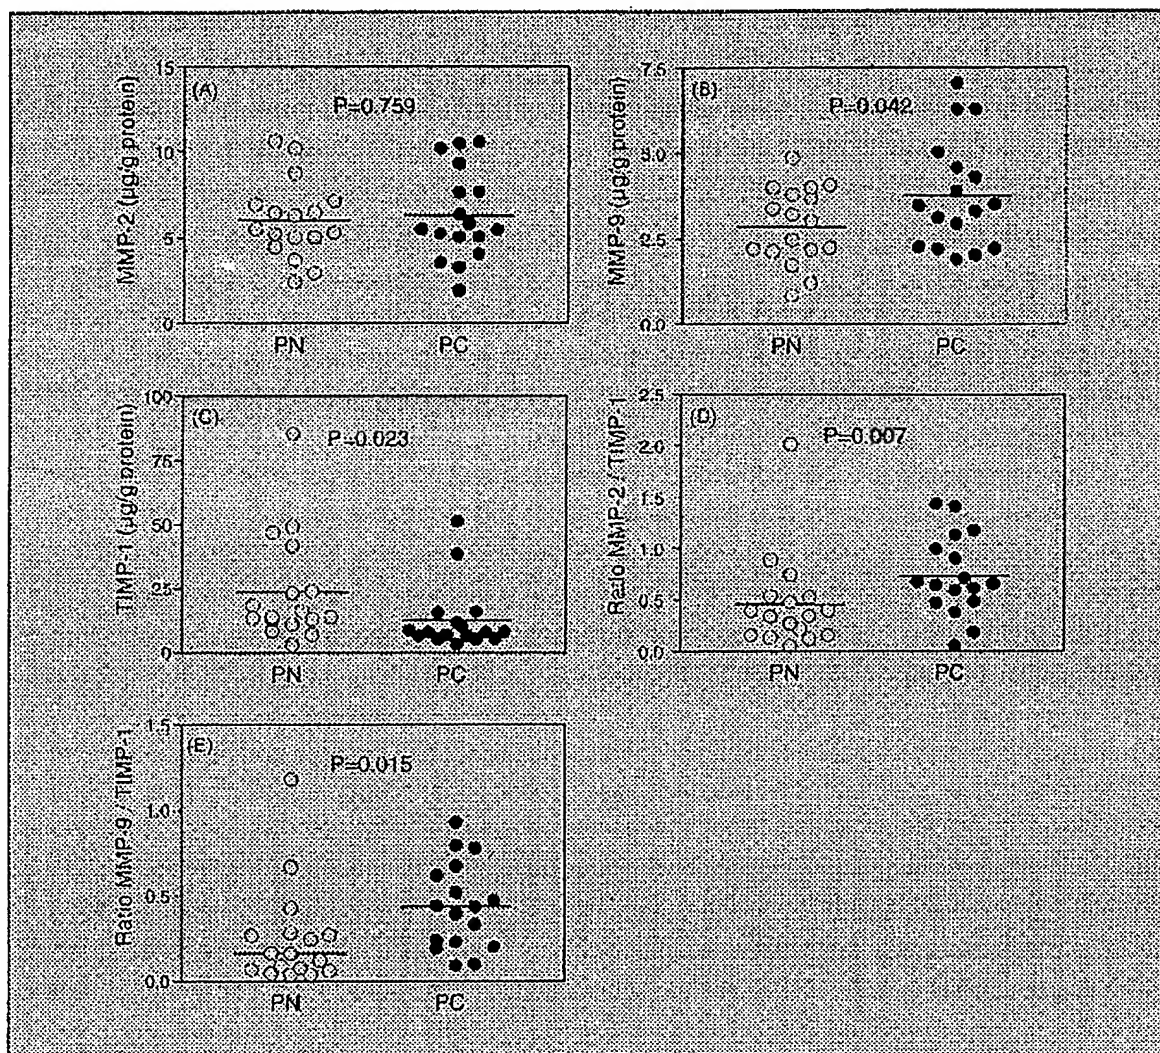 (A)
P=0.759
MMP-2 (µg/g protein)
15
10
5
0
PN
PC
(B)
P=0.042
MMP-9 (µg/g protein)
7.5
5.0
2.5
0.0
PN
PC
(C)
P=0.023
TIMP-1 (µg/g protein)
100
75
50
25
0
PN
PC
(D)
P=0.007
Ratio MMP-2 / TIMP-1
2.5
2.0
1.5
1.0
0.5
0.0
PN
PC
(E)
P=0.015
Ratio MMP-9 / TIMP-1
1.5
1.0
0.5
0.0
PN
PC